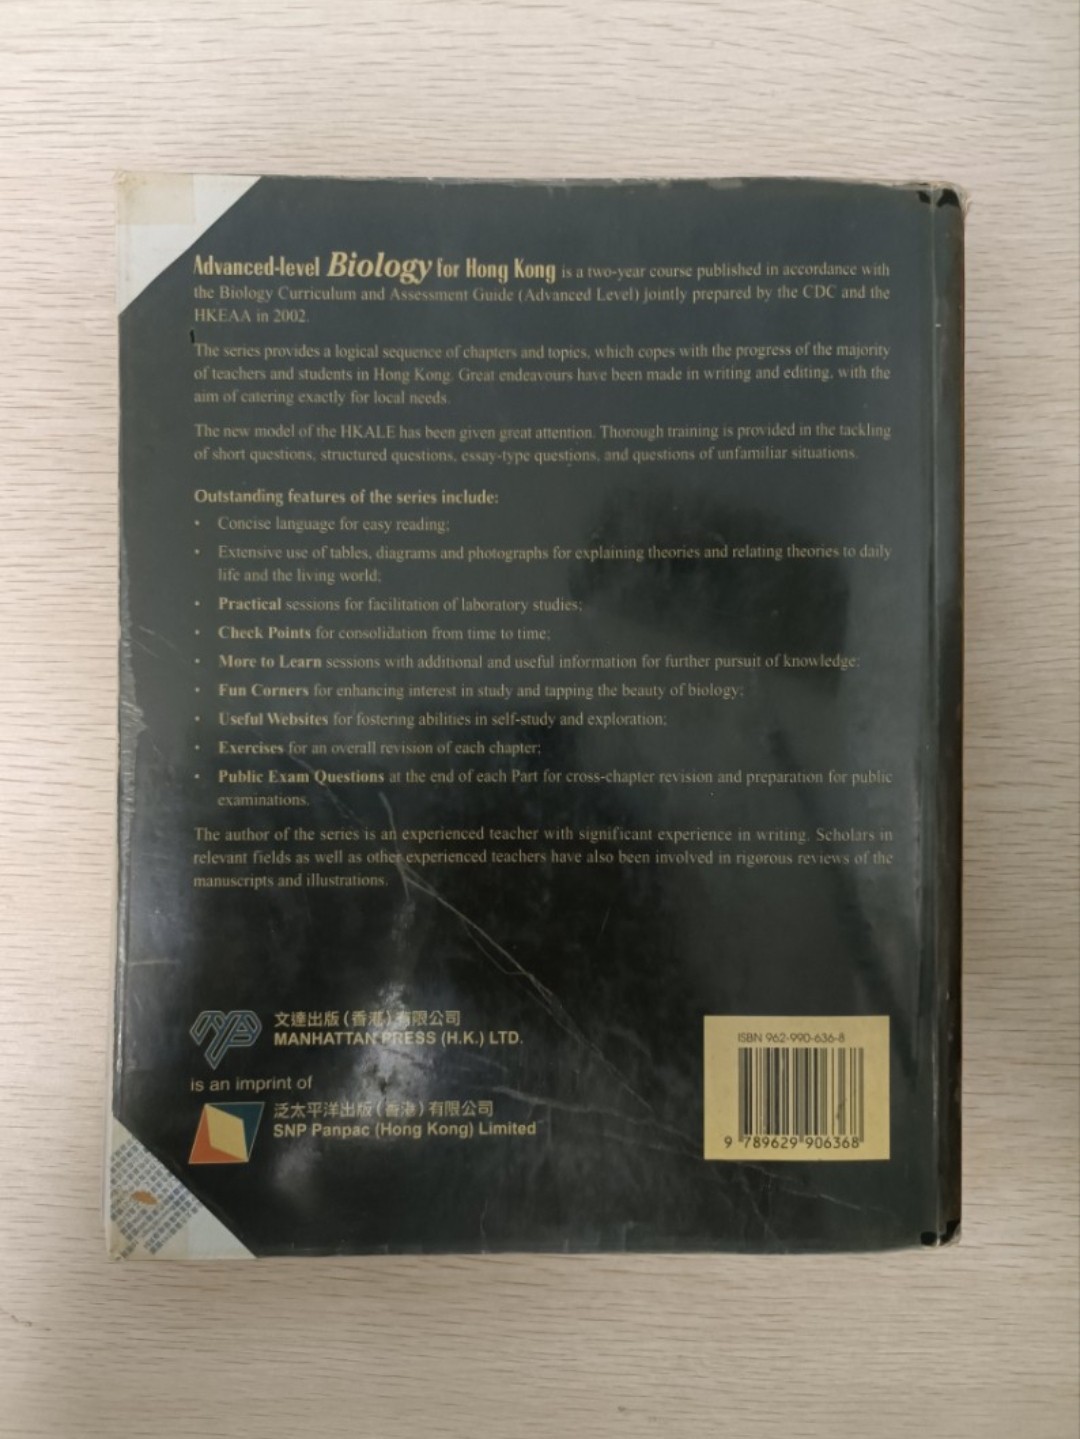 Advanced-level Biology for Hong Kong is a two-year course published in accordance with
the Biology Curriculum and Assessment Guide (Advanced Level) jointly prepared by the CDC and the
HKEAA in 2002.
The series provides a logical sequence of chapters and topics, which copes with the progress of the majority
of teachers and students in Hong Kong. Great endeavours have been made in writing and editing, with the
aim of catering exactly for local needs.
The new model of the HKALE has been given great attention. Thorough training is provided in the tackling
of short questions, structured questions, essay-type questions, and questions of unfamiliar situations.
Outstanding features of the series include:
• Concise language for easy reading;
• Extensive use of tables, diagrams and photographs for explaining theories and relating theories to daily
life and the living world;
• Practical sessions for facilitation of laboratory studies;
• Check Points for consolidation from time to time;
• More to Learn sessions with additional and useful information for further pursuit of knowledge;
• Fun Corners for enhancing interest in study and tapping the beauty of biology;
• Useful Websites for fostering abilities in self-study and exploration;
• Exercises for an overall revision of each chapter;
• Public Exam Questions at the end of each Part for cross-chapter revision and preparation for public
examinations.
The author of the series is an experienced teacher with significant experience in writing. Scholars in
relevant fields as well as other experienced teachers have also been involved in rigorous reviews of the
manuscripts and illustrations.
文達出版(香港)有限公司
MANHATTAN PRESS (H.K.) LTD.
is an imprint of
泛太平洋出版(香港)有限公司
SNP Panpac (Hong Kong) Limited
ISBN 962-990-636-8
9 789629 906368